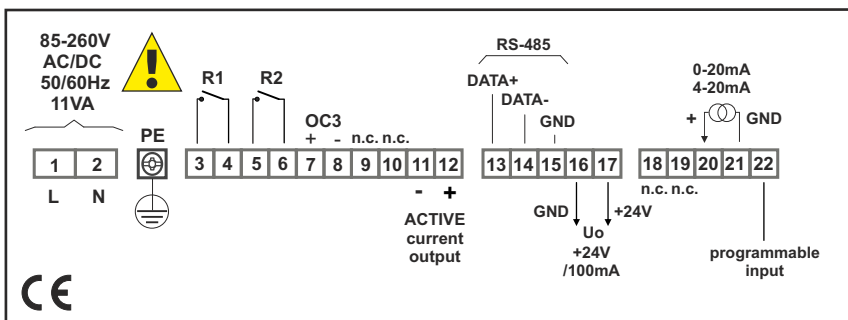 85-260V
AC/DC
50/60Hz
11VA
!
PE
1 2
L N
R1 R2
OC3
+ - n.c. n.c.
3 4 5 6 7 8 9 10 11 12
- +
ACTIVE
current
output
RS-485
DATA+
DATA-
GND
13 14 15 16 17
GND +24V
Uo
+24V
/100mA
0-20mA
4-20mA
+ GND
18 19 20 21 22
n.c. n.c.
programmable
input
CE